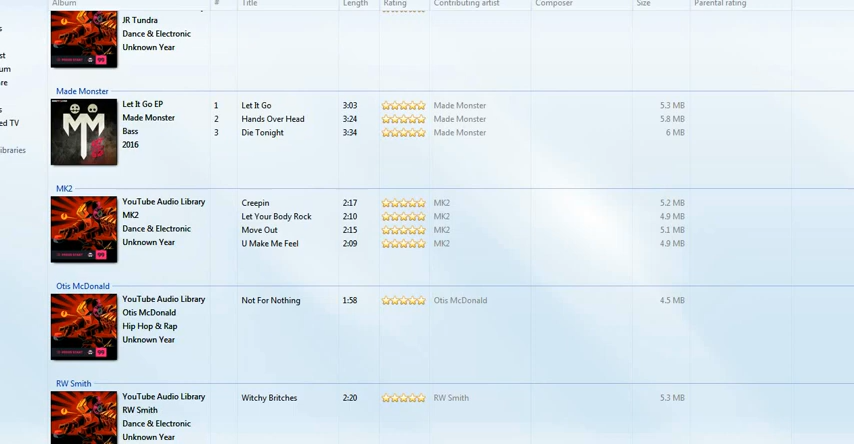 Album # Title Length Rating Contributing artist Composer Size Parental rating
JR Tundra
Dance & Electronic
Unknown Year
Made Monster
Let It Go EP 1 Let It Go 3:03 Made Monster 5.3 MB
Made Monster 2 Hands Over Head 3:24 Made Monster 5.8 MB
Bass 3 Die Tonight 3:34 Made Monster 6 MB
2016
MK2
YouTube Audio Library Creepin 2:17 MK2 5.2 MB
MK2 Let Your Body Rock 2:10 MK2 4.9 MB
Dance & Electronic Move Out 2:15 MK2 5.1 MB
Unknown Year U Make Me Feel 2:09 MK2 4.9 MB
Otis McDonald
YouTube Audio Library Not For Nothing 1:58 Otis McDonald 4.5 MB
Otis McDonald
Hip Hop & Rap
Unknown Year
RW Smith
YouTube Audio Library Witchy Britches 2:20 RW Smith 5.3 MB
RW Smith
Dance & Electronic
Unknown Year
st
um
re
ed TV
ibraries